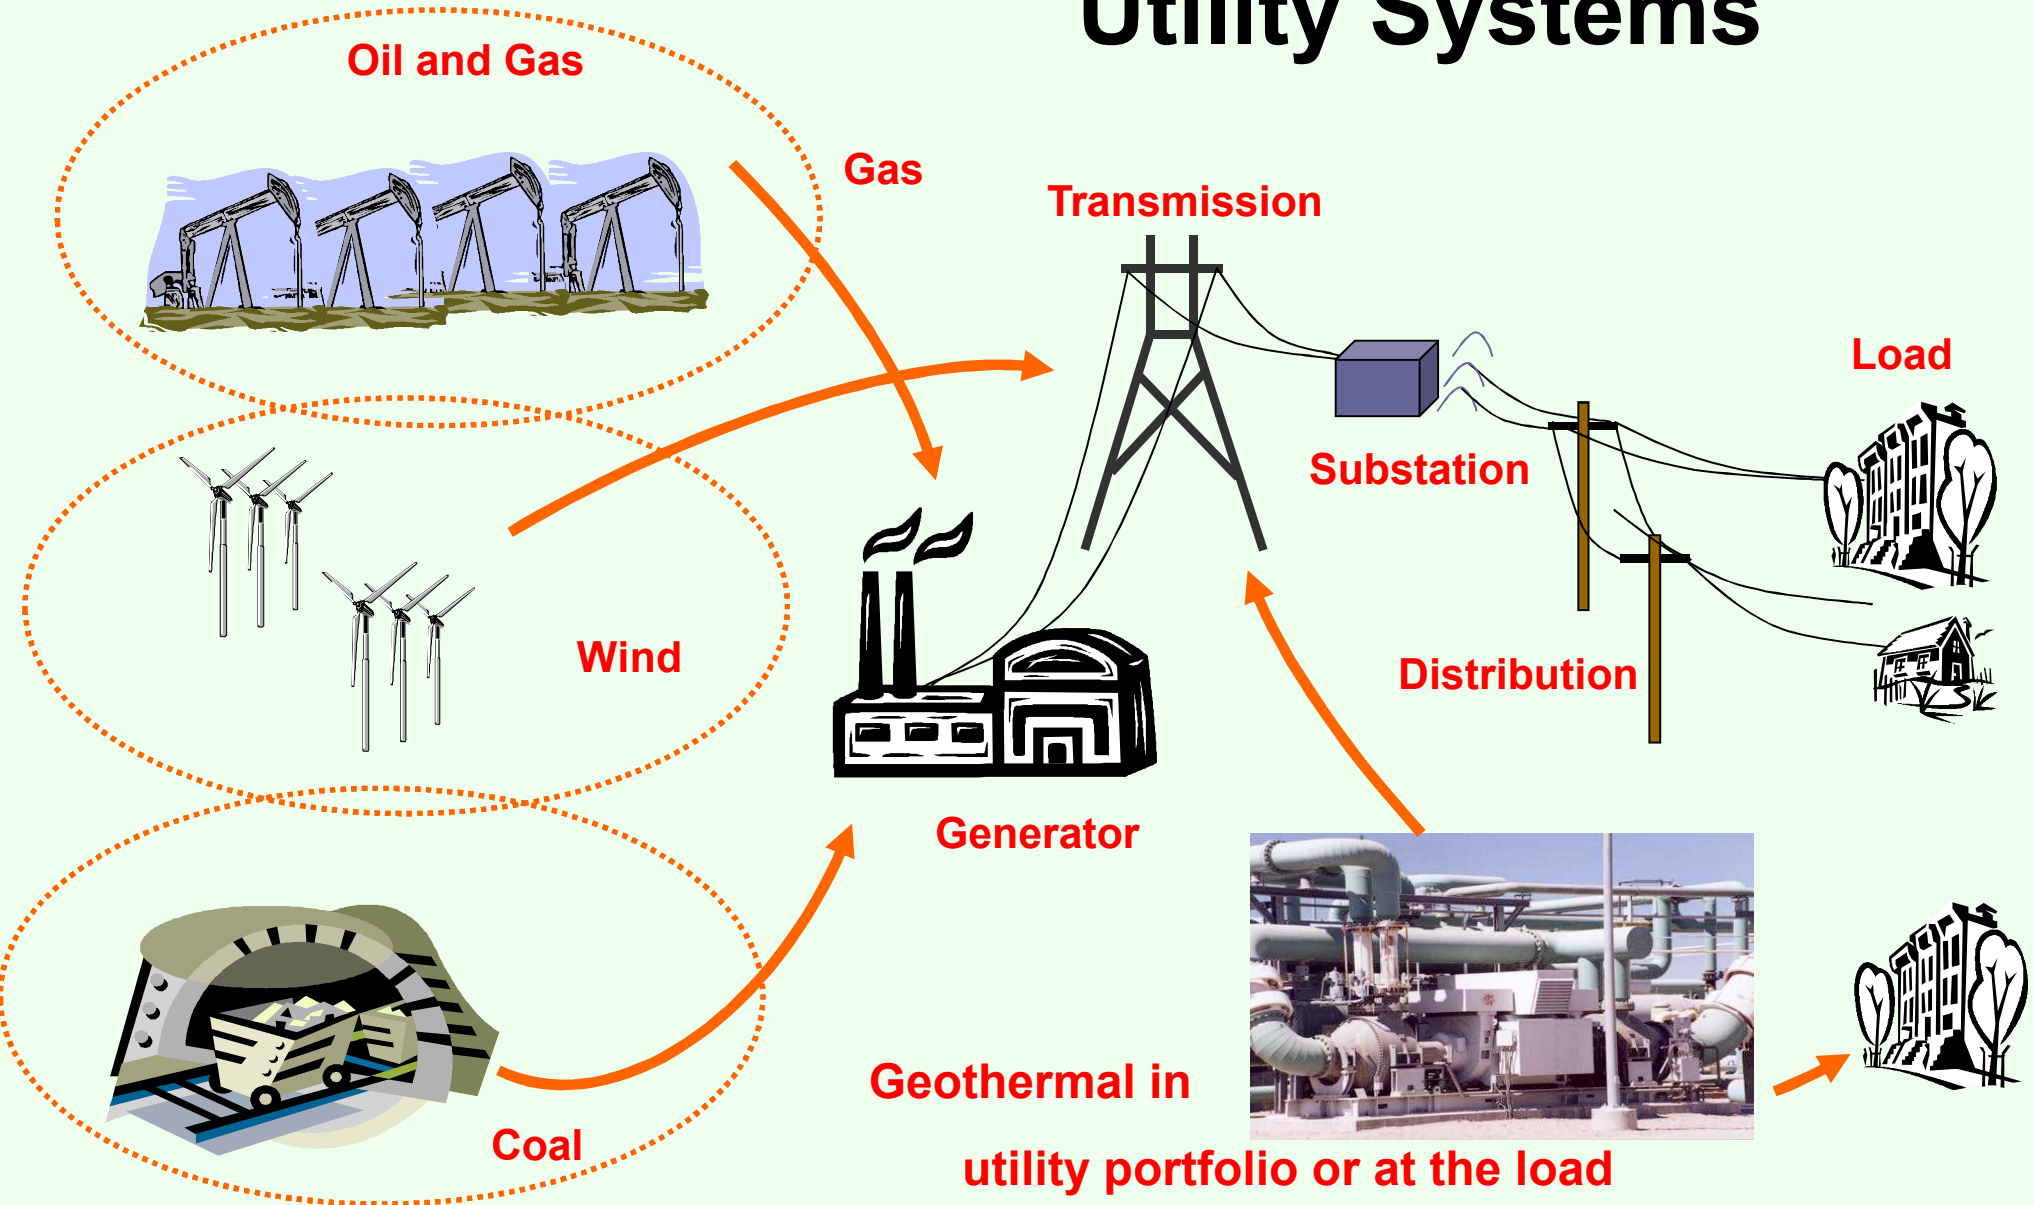 Utility Systems
Oil and Gas
Gas
Transmission
Load
Substation
Wind
Distribution
Generator
Geothermal in
utility portfolio or at the load
Coal